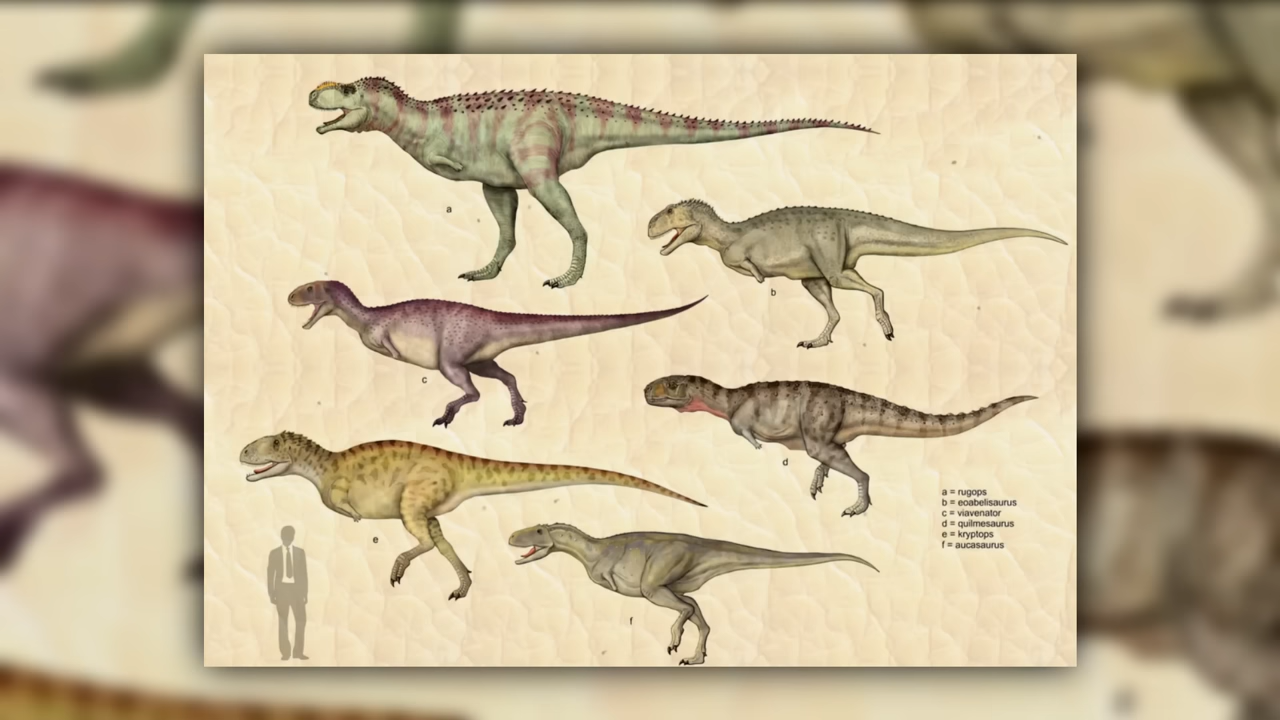 a
b
c
d
e
f
a = rugops
b = eoabelisaurus
c = viavenator
d = quilmesaurus
e = kryptops
f = aucasaurus